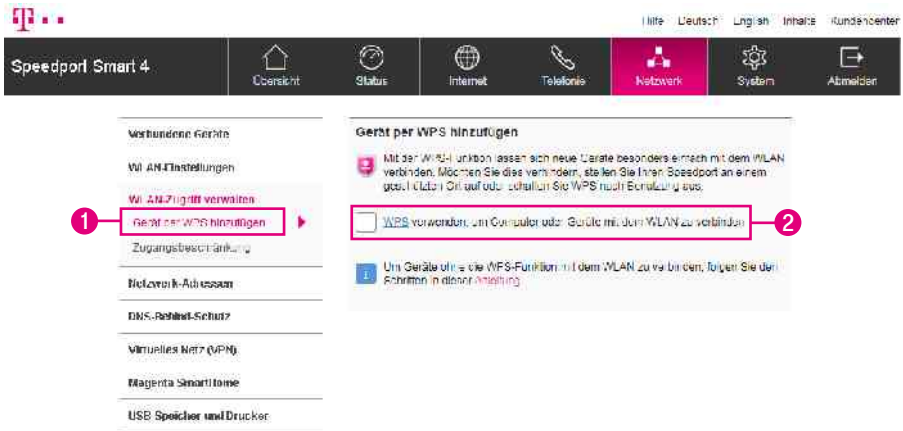 T
Hilfe Deutsch English Inhalte Kundencenter
Speedport Smart 4
Übersicht
Status
Internet
Telefonie
Netzwerk
System
Abmelden
Verbundene Geräte
WLAN-Einstellungen
WLAN-Zugriff verwalten
Gerät per WPS hinzufügen
Zugangsbeschränkung
Netzwerk-Adressen
DNS-Rebind-Schutz
Virtuelles Netz (VPN)
Magenta SmartHome
USB Speicher und Drucker
1
Gerät per WPS hinzufügen
Mit der WPS-Funktion lassen sich neue Geräte besonders einfach mit dem WLAN
verbinden. Möchten Sie dies verhindern, stellen Sie Ihren Speedport an einem
geschützten Ort auf oder schalten Sie WPS nach Benutzung aus.
WPS verwenden, um Computer oder Geräte mit dem WLAN zu verbinden
2
Um Geräte ohne die WPS-Funktion mit dem WLAN zu verbinden, folgen Sie den
Schritten in dieser Anleitung